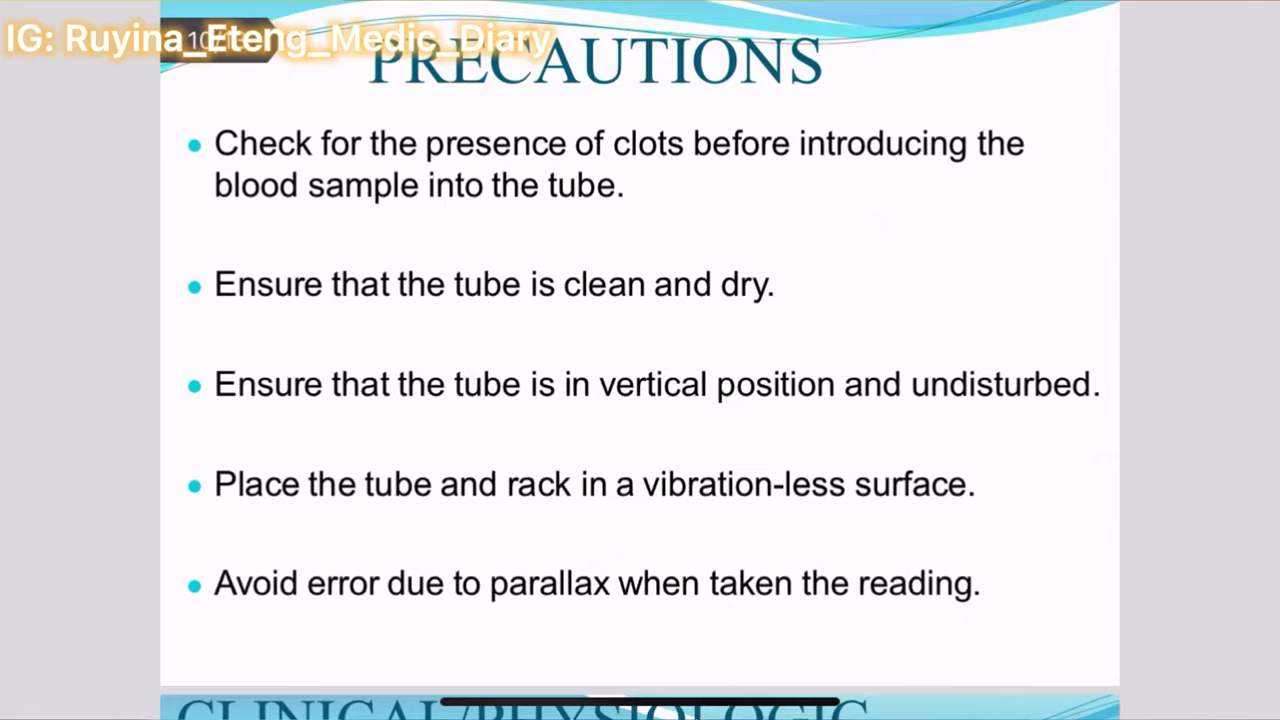 IG: Ruyina_Eteng_Medic_Diary
PRECAUTIONS
Check for the presence of clots before introducing the
blood sample into the tube.
Ensure that the tube is clean and dry.
Ensure that the tube is in vertical position and undisturbed.
Place the tube and rack in a vibration-less surface.
Avoid error due to parallax when taken the reading.
CLINICAL/PHYSIOLOGIC